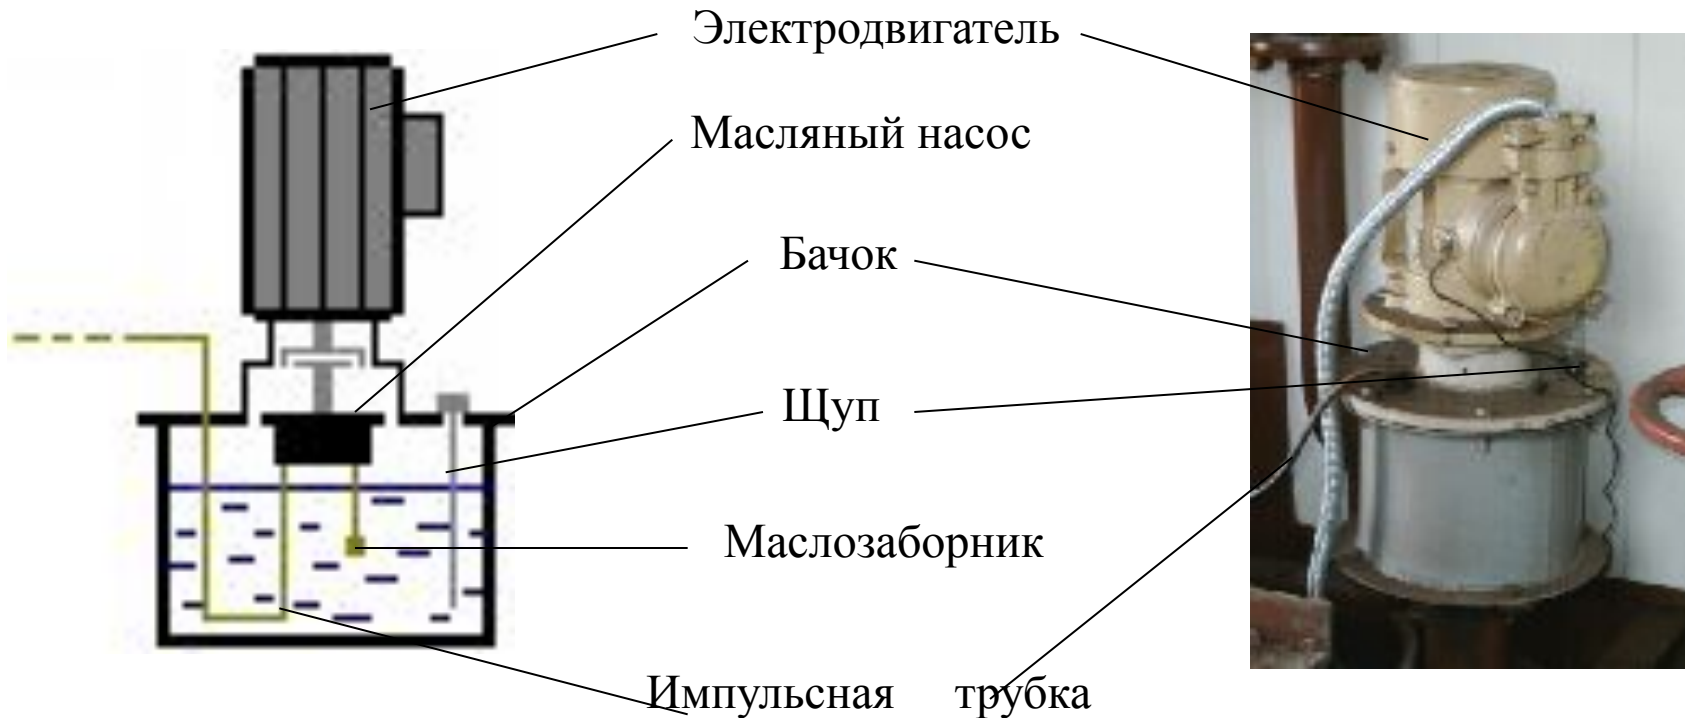 Электродвигатель
Масляный насос
Бачок
Щуп
Маслозаборник
Импульсная трубка